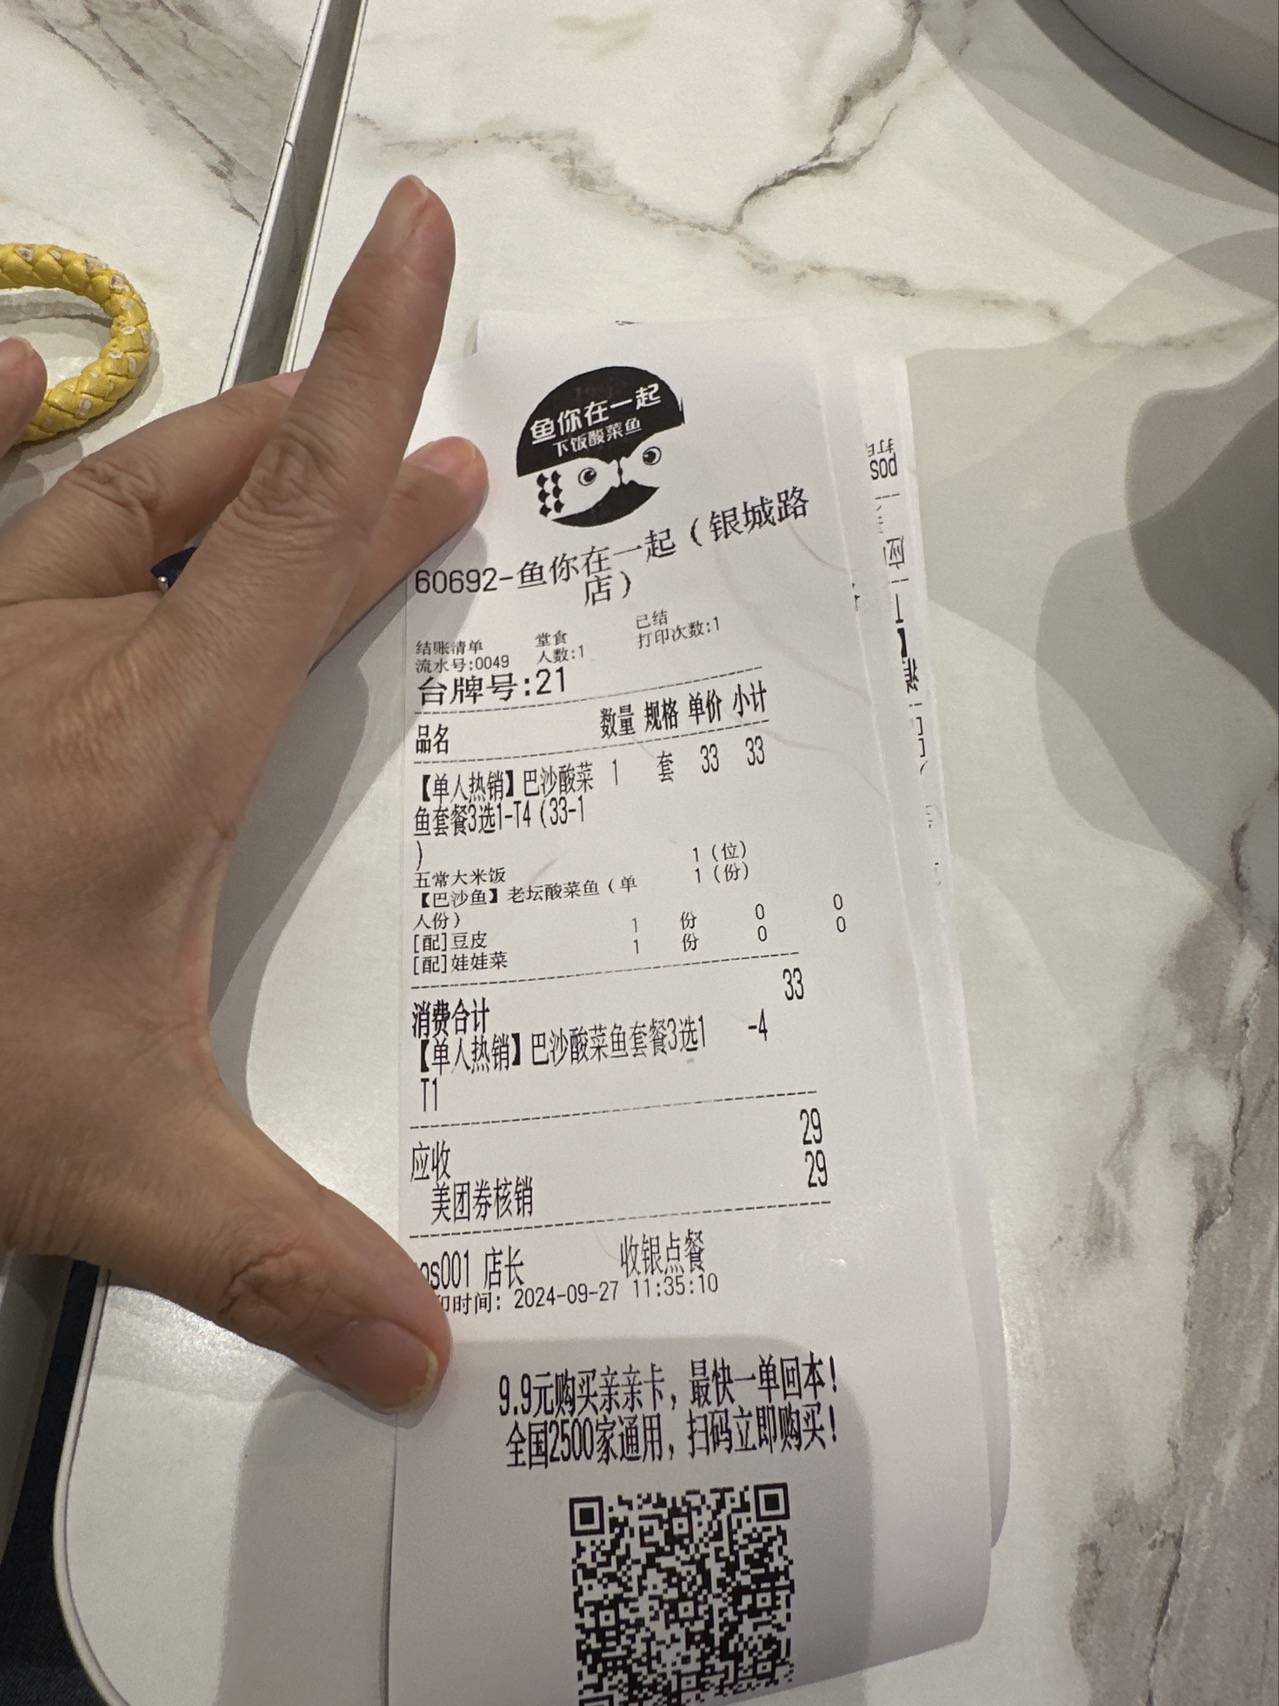 鱼你在一起
下饭酸菜鱼
60692-鱼你在一起（银城路
店）
结账清单 堂食 已结
流水号:0049 人数:1 打印次数:1
台牌号:21
品名 数量 规格 单价 小计
【单人热销】巴沙酸菜 1 套 33 33
鱼套餐3选1-T4（33-1
）
五常大米饭 1（位）
【巴沙鱼】老坛酸菜鱼（单 1（份）
人份）
[配]豆皮 1 份 0 0
[配]娃娃菜 1 份 0 0
消费合计 33
【单人热销】巴沙酸菜鱼套餐3选1 -4
T1
应收 29
美团券核销 29
os001 店长 收银点餐
印时间: 2024-09-27 11:35:10
9.9元购买亲亲卡，最快一单回本！
全国2500家通用，扫码立即购买！
pos
应